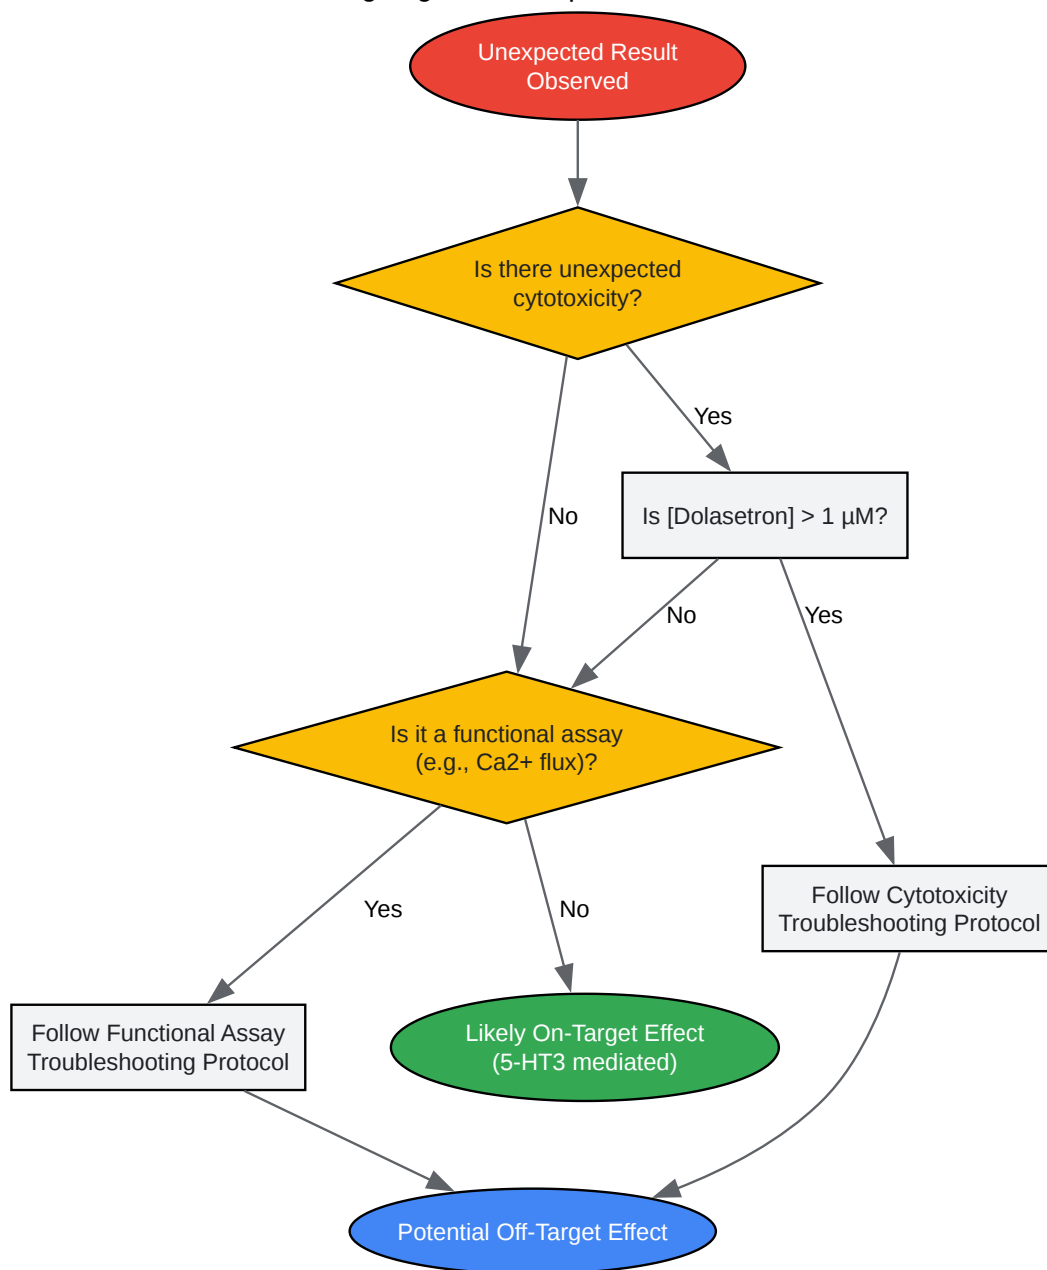 Unexpected Result
Observed
Is there unexpected
cytotoxicity?
Yes
No
Is [Dolasetron] > 1 µM?
No
Yes
Is it a functional assay
(e.g., Ca2+ flux)?
Yes
No
Follow Cytotoxicity
Troubleshooting Protocol
Follow Functional Assay
Troubleshooting Protocol
Likely On-Target Effect
(5-HT3 mediated)
Potential Off-Target Effect